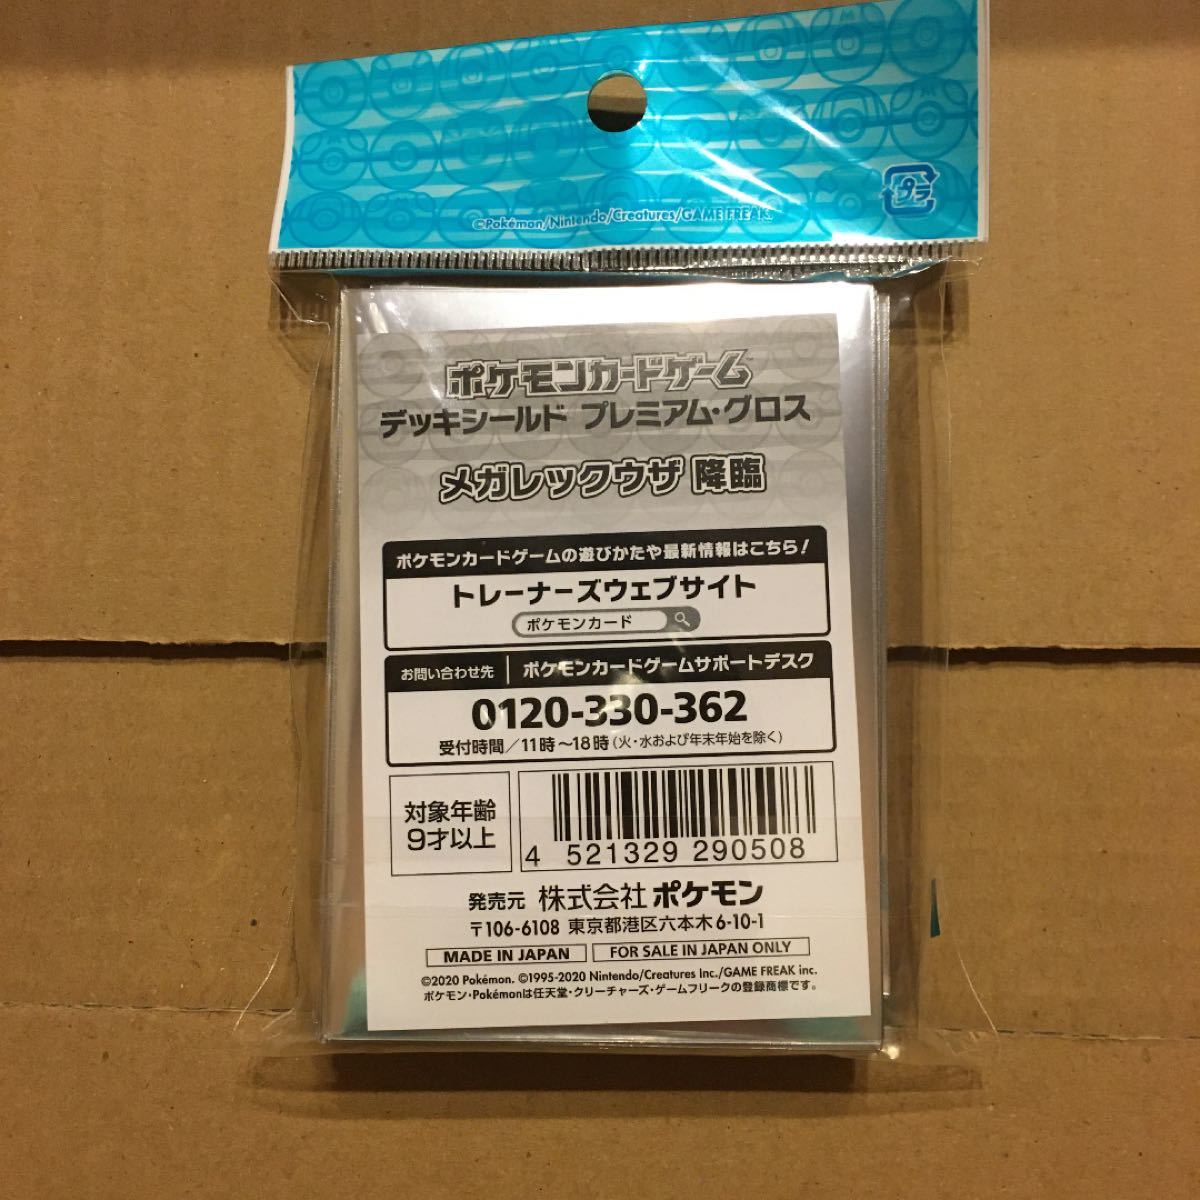 プラ
©Pokémon/Nintendo/Creatures/GAME FREAK.
ポケモンカードゲーム™
デッキシールド プレミアム・グロス
メガレックウザ 降臨
ポケモンカードゲームの遊びかたや最新情報はこちら!
トレーナーズウェブサイト
ポケモンカード
お問い合わせ先 ポケモンカードゲームサポートデスク
0120-330-362
受付時間/11時～18時(火・水および年末年始を除く)
対象年齢
9才以上
4 521329 290508
発売元 株式会社 ポケモン
〒106-6108 東京都港区六本木6-10-1
MADE IN JAPAN FOR SALE IN JAPAN ONLY
©2020 Pokémon. ©1995-2020 Nintendo/Creatures Inc./GAME FREAK inc.
ポケモン・Pokémonは任天堂・クリーチャーズ・ゲームフリークの登録商標です。